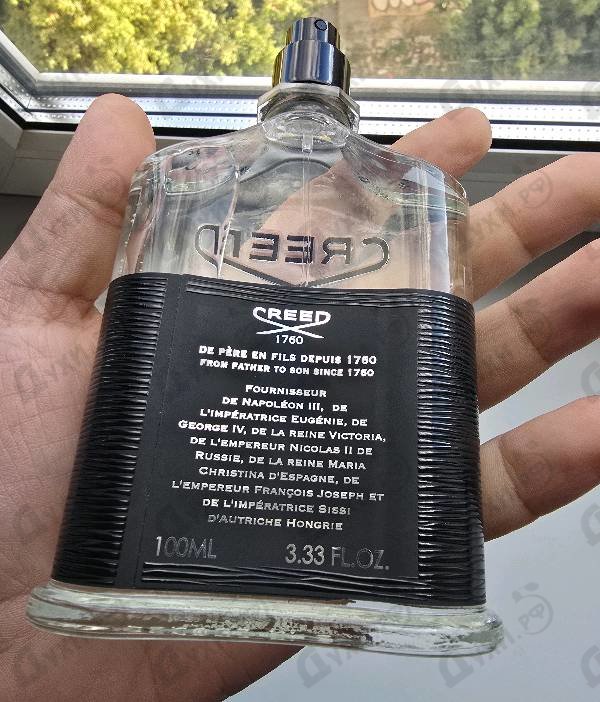 CREED
CREED
1760
DE PÈRE EN FILS DEPUIS 1760
FROM FATHER TO SON SINCE 1760
FOURNISSEUR
DE NAPOLÉON III, DE
L'IMPÉRATRICE EUGÉNIE, DE
GEORGE IV, DE LA REINE VICTORIA,
DE L'EMPEREUR NICOLAS II DE
RUSSIE, DE LA REINE MARIA
CHRISTINA D'ESPAGNE, DE
L'EMPEREUR FRANÇOIS JOSEPH ET
DE L'IMPÉRATRICE SISSI
D'AUTRICHE HONGRIE
100ML 3.33 FL.OZ.
Духи.рф